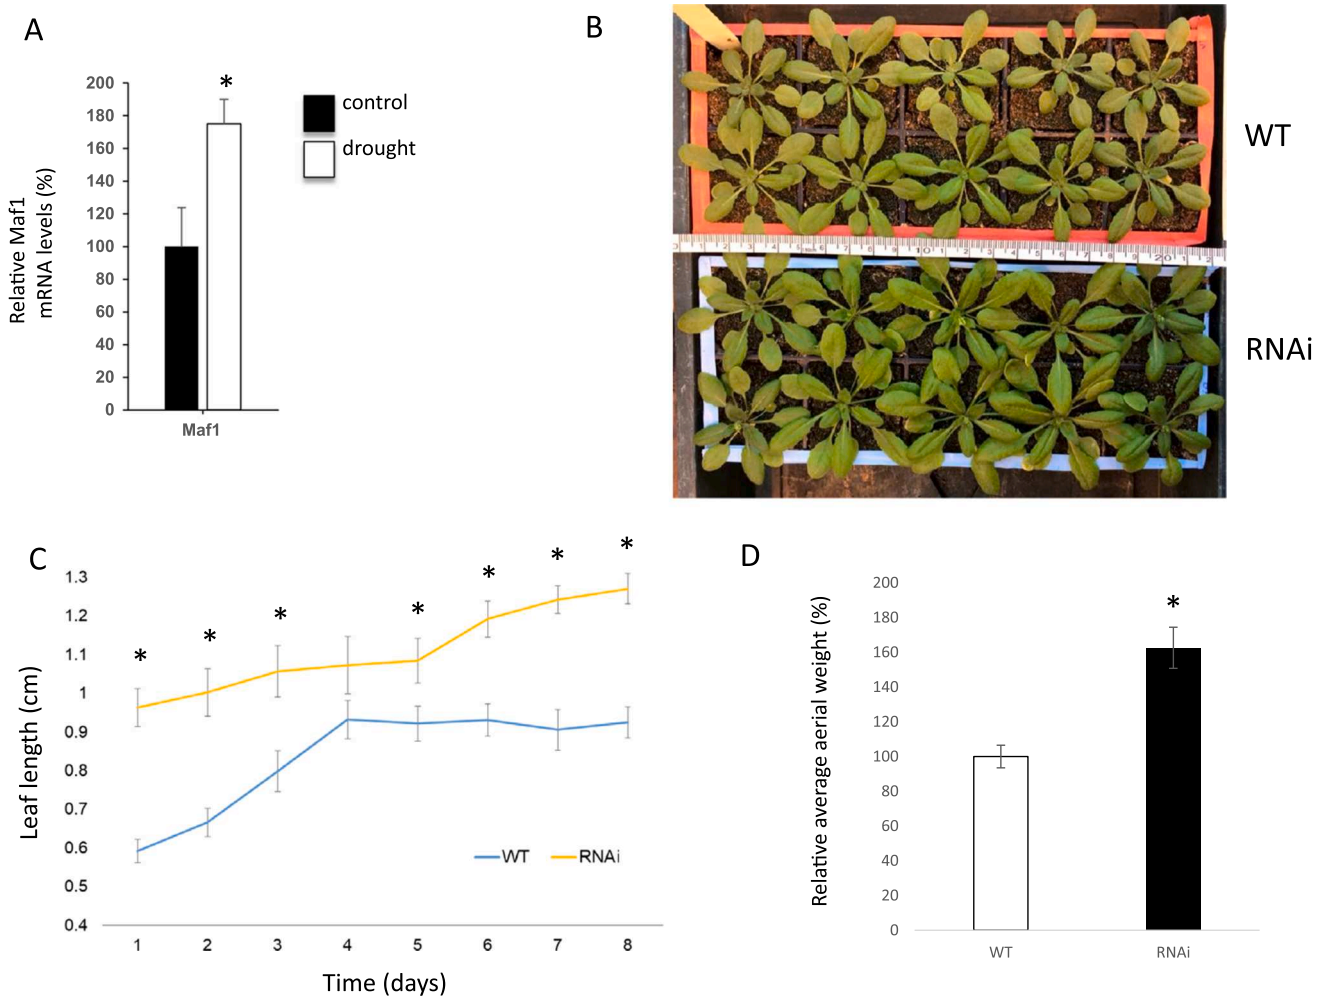 A
200
180
160
140
120
100
80
60
40
20
0
Relative Maf1
mRNA levels (%)
*
control
drought
Maf1
B
WT
RNAi
C
1.3
1.2
1.1
1
0.9
0.8
0.7
0.6
0.5
0.4
Leaf length (cm)
* * * * * * *
WT RNAi
1 2 3 4 5 6 7 8
Time (days)
D
200
180
160
140
120
100
80
60
40
20
0
Relative average aerial weight (%)
*
WT RNAi